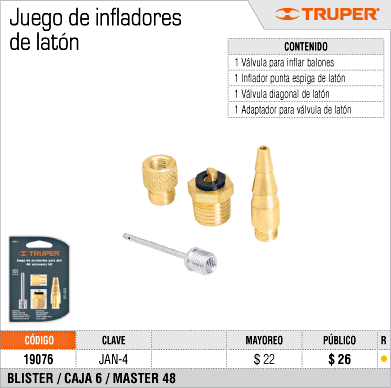 Juego de infladores
de latón
TRUPER®
CONTENIDO
1 Válvula para inflar balones
1 Inflador punta espiga de latón
1 Válvula diagonal de latón
1 Adaptador para válvula de latón
TRUPER
CÓDIGO CLAVE MAYOREO PÚBLICO R
19076 JAN-4 $ 22 $ 26
BLISTER / CAJA 6 / MASTER 48